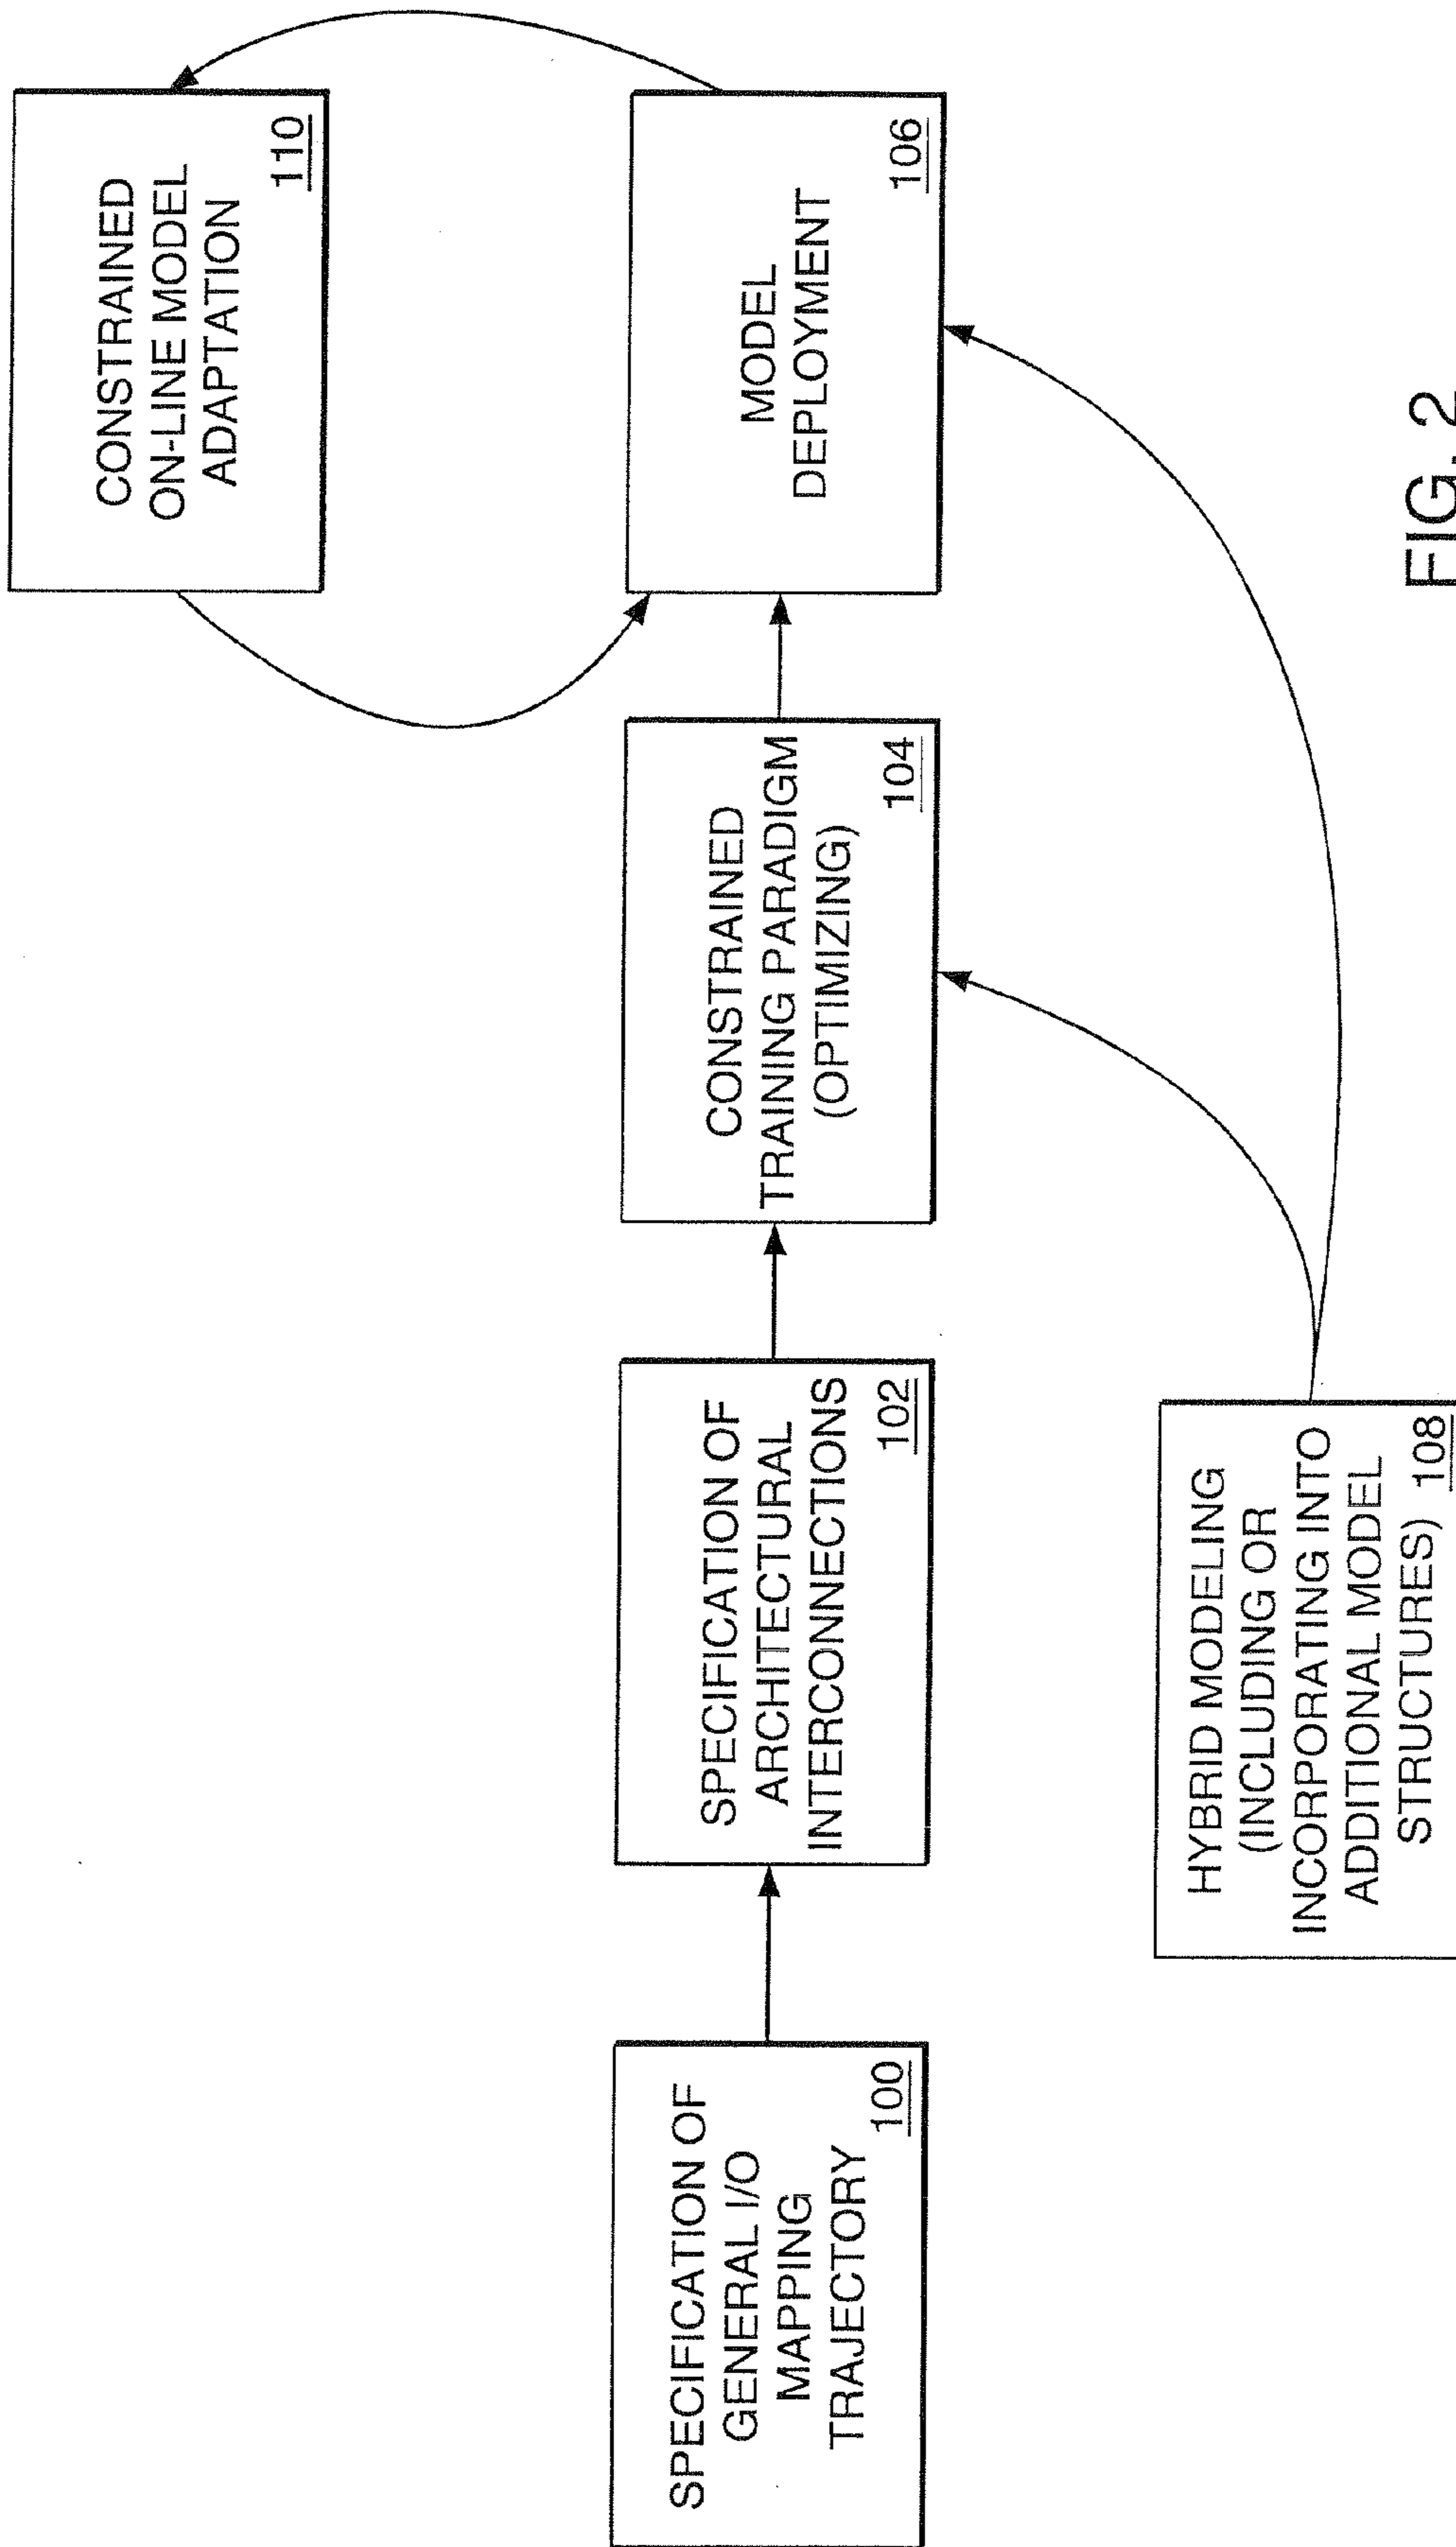 SPECIFICATION OF
GENERAL I/O
MAPPING
TRAJECTORY
100
SPECIFICATION OF
ARCHITECTURAL
INTERCONNECTIONS
102
CONSTRAINED
TRAINING PARADIGM
(OPTIMIZING)
104
MODEL
DEPLOYMENT
106
CONSTRAINED
ON-LINE MODEL
ADAPTATION
110
HYBRID MODELING
(INCLUDING OR
INCORPORATING INTO
ADDITIONAL MODEL
STRUCTURES) 108
FIG. 2